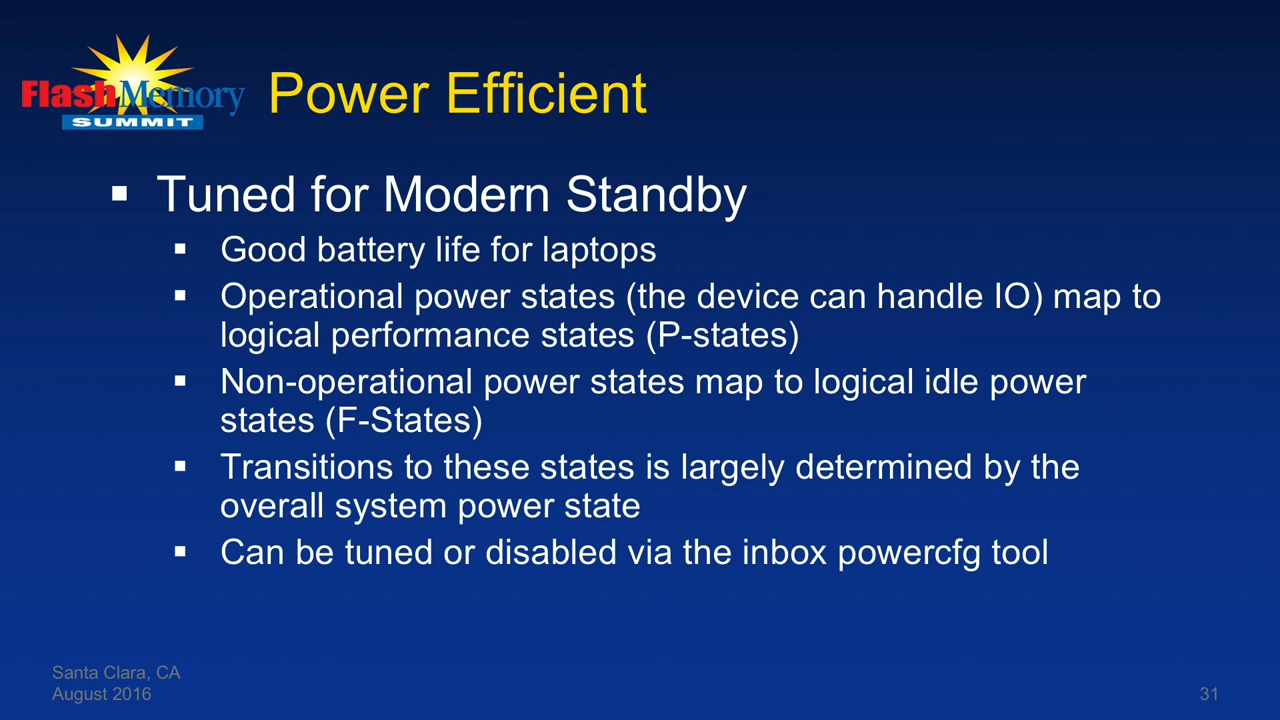 FlashMemory
SUMMIT
Power Efficient
▪ Tuned for Modern Standby
▪ Good battery life for laptops
▪ Operational power states (the device can handle IO) map to
logical performance states (P-states)
▪ Non-operational power states map to logical idle power
states (F-States)
▪ Transitions to these states is largely determined by the
overall system power state
▪ Can be tuned or disabled via the inbox powercfg tool
Santa Clara, CA
August 2016
31